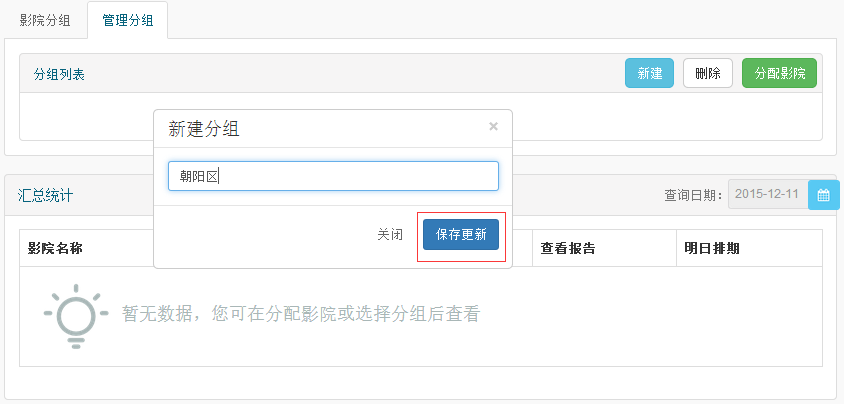 影院分组 管理分组
分组列表 新建 删除 分配影院
新建分组 ×
朝阳区
汇总统计 查询日期: 2015-12-11
关闭 保存更新
影院名称 查看报告 明日排期
暂无数据，您可在分配影院或选择分组后查看